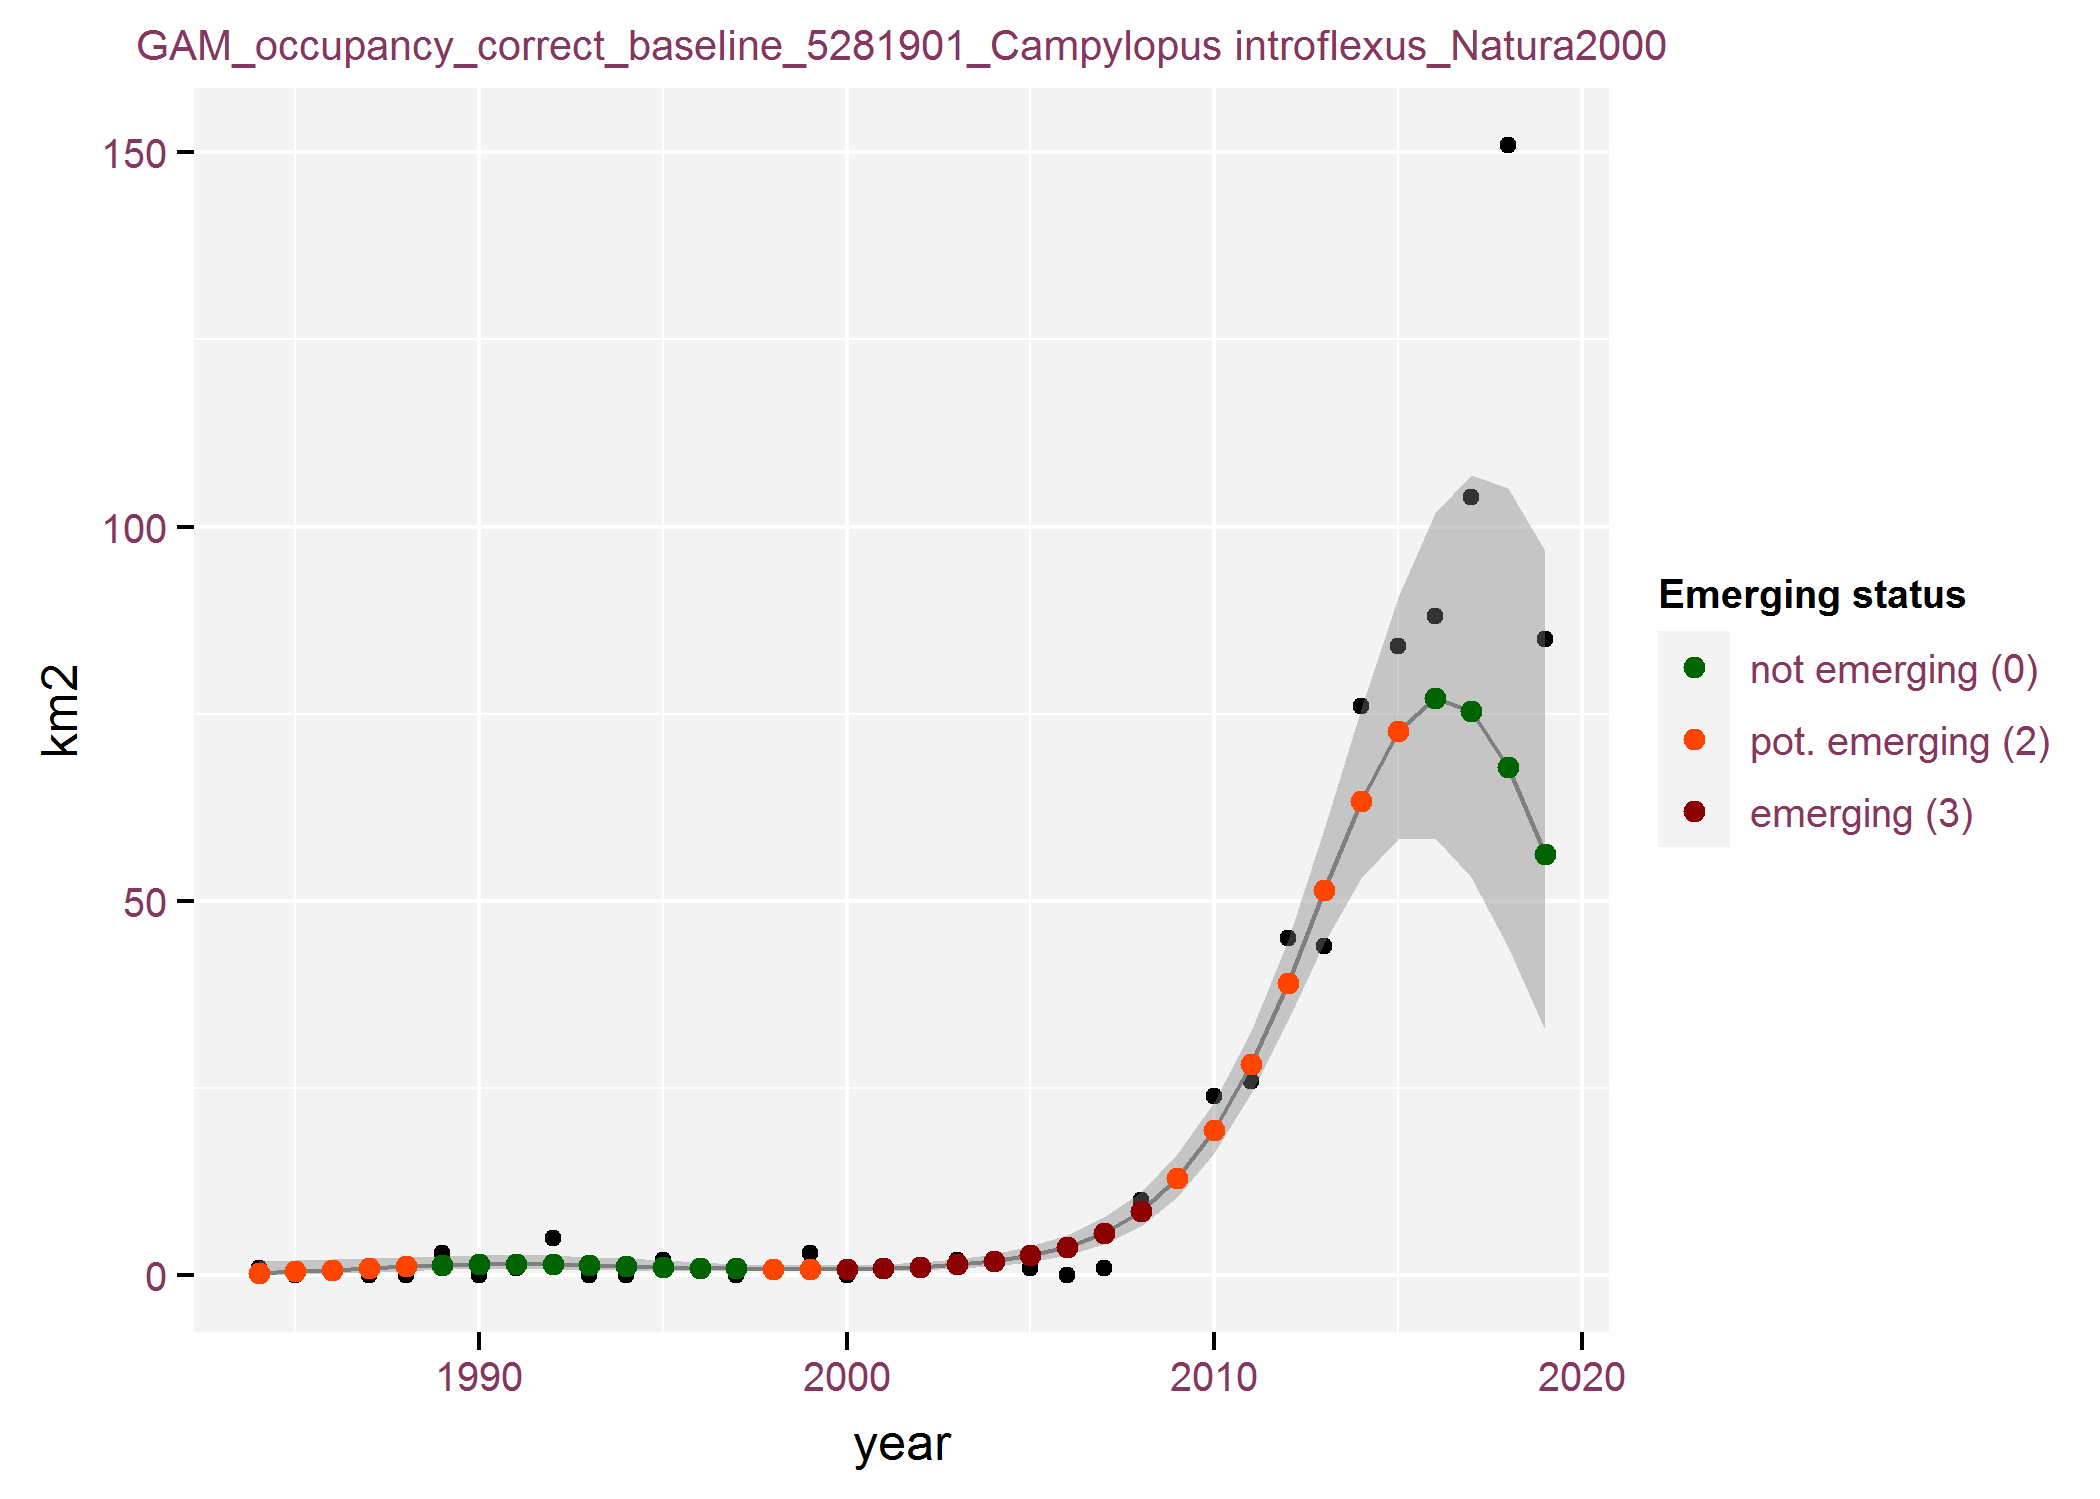 GAM_occupancy_correct_baseline_5281901_Campylopus introflexus_Natura2000
150
100
50
0
km2
1990
2000
2010
2020
year
Emerging status
not emerging (0)
pot. emerging (2)
emerging (3)